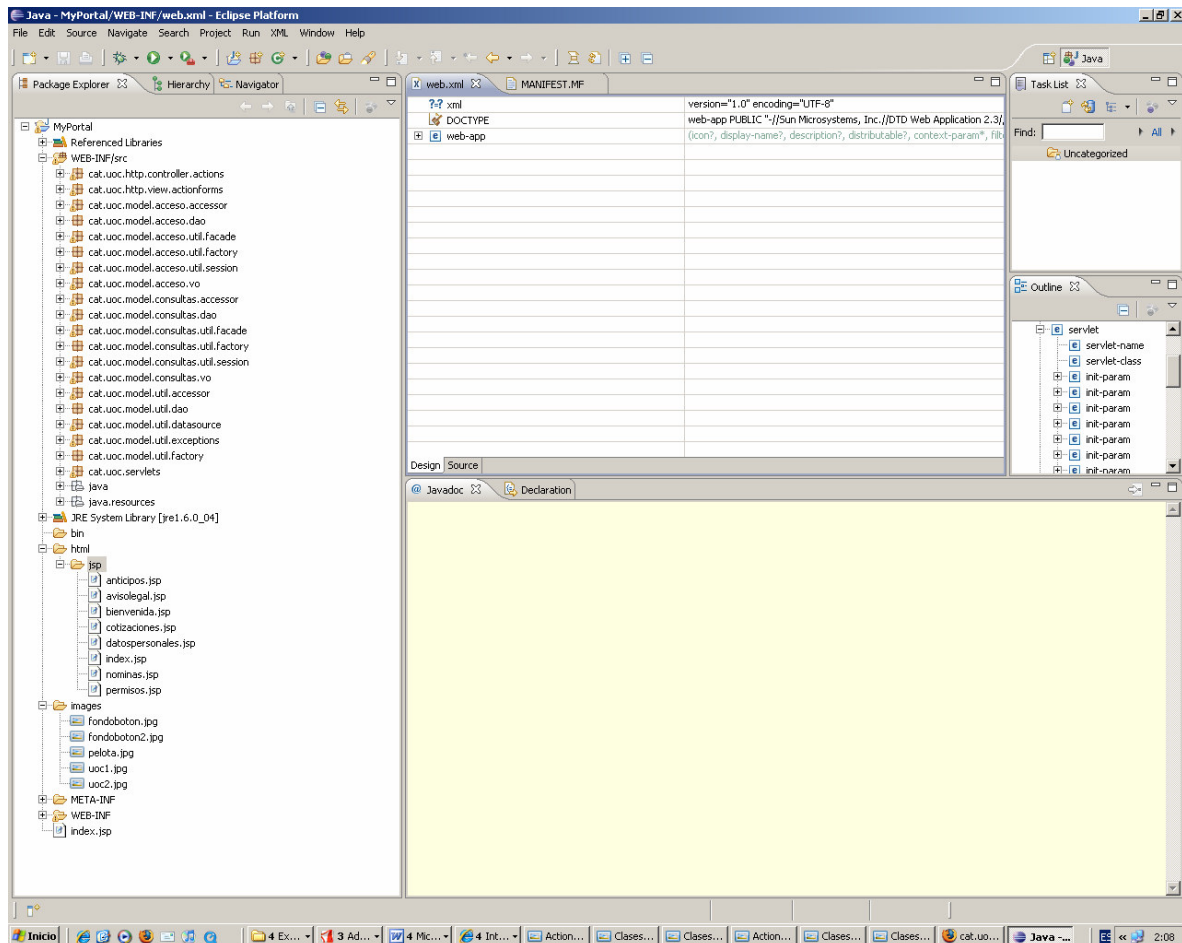 Java - MyPortal/WEB-INF/web.xml - Eclipse Platform
File Edit Source Navigate Search Project Run XML Window Help
Java
Package Explorer Hierarchy Navigator
MyPortal
Referenced Libraries
WEB-INF/src
cat.uoc.http.controller.actions
cat.uoc.http.view.actionforms
cat.uoc.model.acceso.accessor
cat.uoc.model.acceso.dao
cat.uoc.model.acceso.util.facade
cat.uoc.model.acceso.util.factory
cat.uoc.model.acceso.util.session
cat.uoc.model.acceso.vo
cat.uoc.model.consultas.accessor
cat.uoc.model.consultas.dao
cat.uoc.model.consultas.util.facade
cat.uoc.model.consultas.util.factory
cat.uoc.model.consultas.util.session
cat.uoc.model.consultas.vo
cat.uoc.model.util.accessor
cat.uoc.model.util.dao
cat.uoc.model.util.datasource
cat.uoc.model.util.exceptions
cat.uoc.model.util.factory
cat.uoc.servlets
java
java.resources
JRE System Library [jre1.6.0_04]
bin
html
jsp
anticipos.jsp
avisolegal.jsp
bienvenida.jsp
cotizaciones.jsp
datospersonales.jsp
index.jsp
nominas.jsp
permisos.jsp
images
fondoboton.jpg
fondoboton2.jpg
pelota.jpg
uoc1.jpg
uoc2.jpg
META-INF
WEB-INF
index.jsp
web.xml MANIFEST.MF
?-? xml version="1.0" encoding="UTF-8"
DOCTYPE web-app PUBLIC "-//Sun Microsystems, Inc.//DTD Web Application 2.3/,
web-app (icon?, display-name?, description?, distributable?, context-param*, filt
Design Source
Task List
Find: All
Uncategorized
Outline
servlet
servlet-name
servlet-class
init-param
init-param
init-param
init-param
init-param
init-param
init-param
Javadoc Declaration
Inicio 4 Ex... 3 Ad... 4 Mic... 4 Int... Action... Clases... Clases... Action... Clases... Clases... cat.uo... Java -... ES 2:08